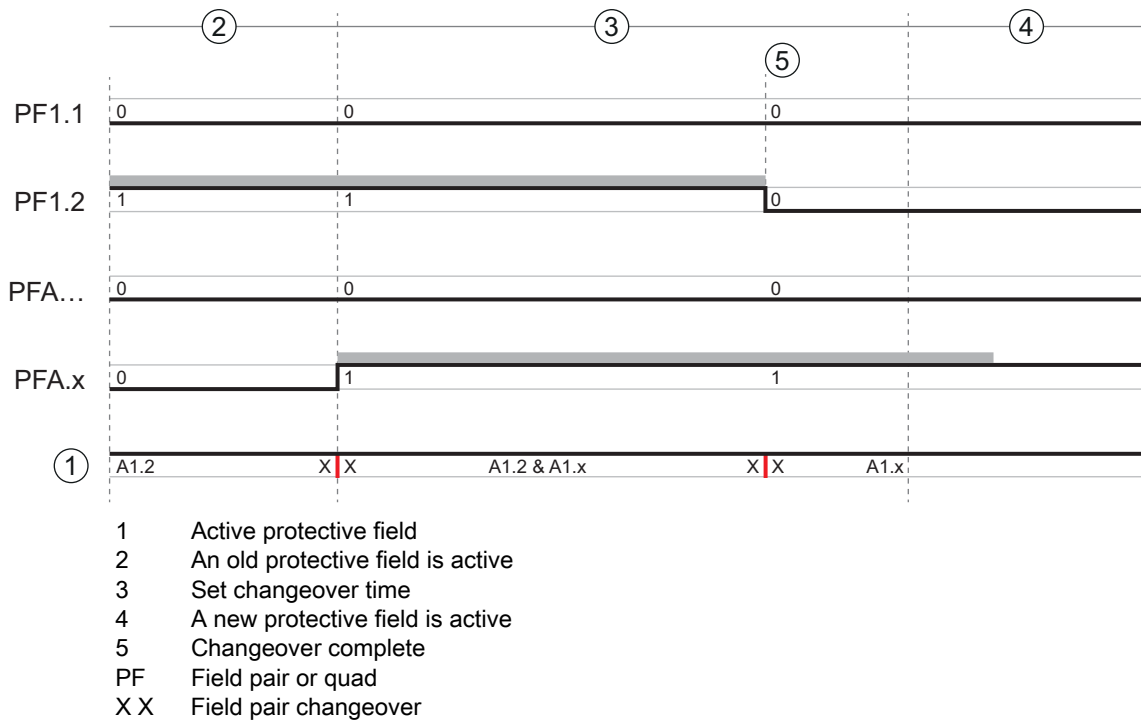 2 3 4
5
PF1.1 0 0 0
PF1.2 1 1 0
PFA… 0 0 0
PFA.x 0 1 1
1 A1.2 X X A1.2 & A1.x X X A1.x
1 Active protective field
2 An old protective field is active
3 Set changeover time
4 A new protective field is active
5 Changeover complete
PF Field pair or quad
X X Field pair changeover